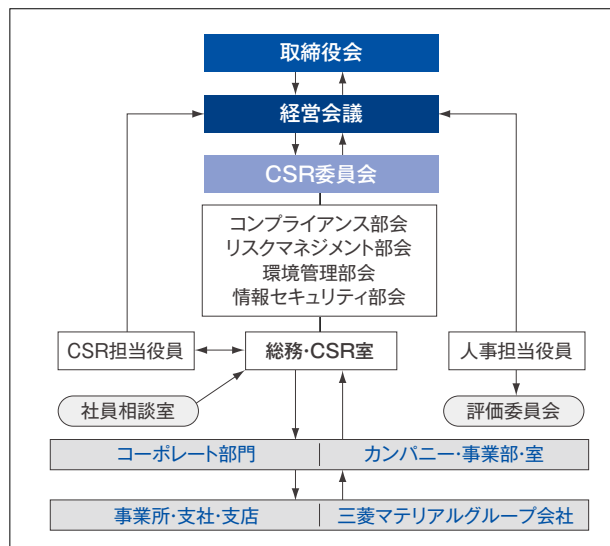 取締役会
経営会議
CSR委員会
コンプライアンス部会
リスクマネジメント部会
環境管理部会
情報セキュリティ部会
CSR担当役員
総務・CSR室
人事担当役員
社員相談室
評価委員会
コーポレート部門
カンパニー・事業部・室
事業所・支社・支店
三菱マテリアルグループ会社